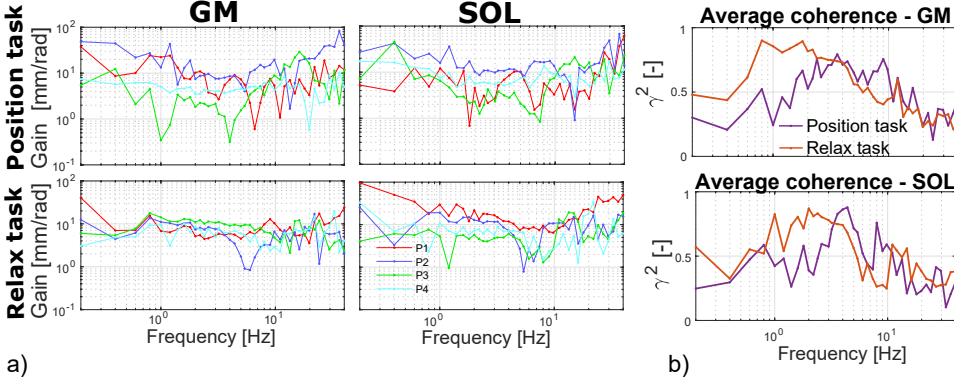 GM
SOL
Average coherence - GM
Position task
Gain [mm/rad]
10^2
10^1
10^0
10^-1
1
0.5
0
γ^2 [-]
Position task
Relax task
Average coherence - SOL
Relax task
Gain [mm/rad]
10^2
10^1
10^0
10^-1
10^0
10^1
Frequency [Hz]
P1
P2
P3
P4
10^0
10^1
Frequency [Hz]
1
0.5
0
γ^2 [-]
10^0
10^1
Frequency [Hz]
a)
b)